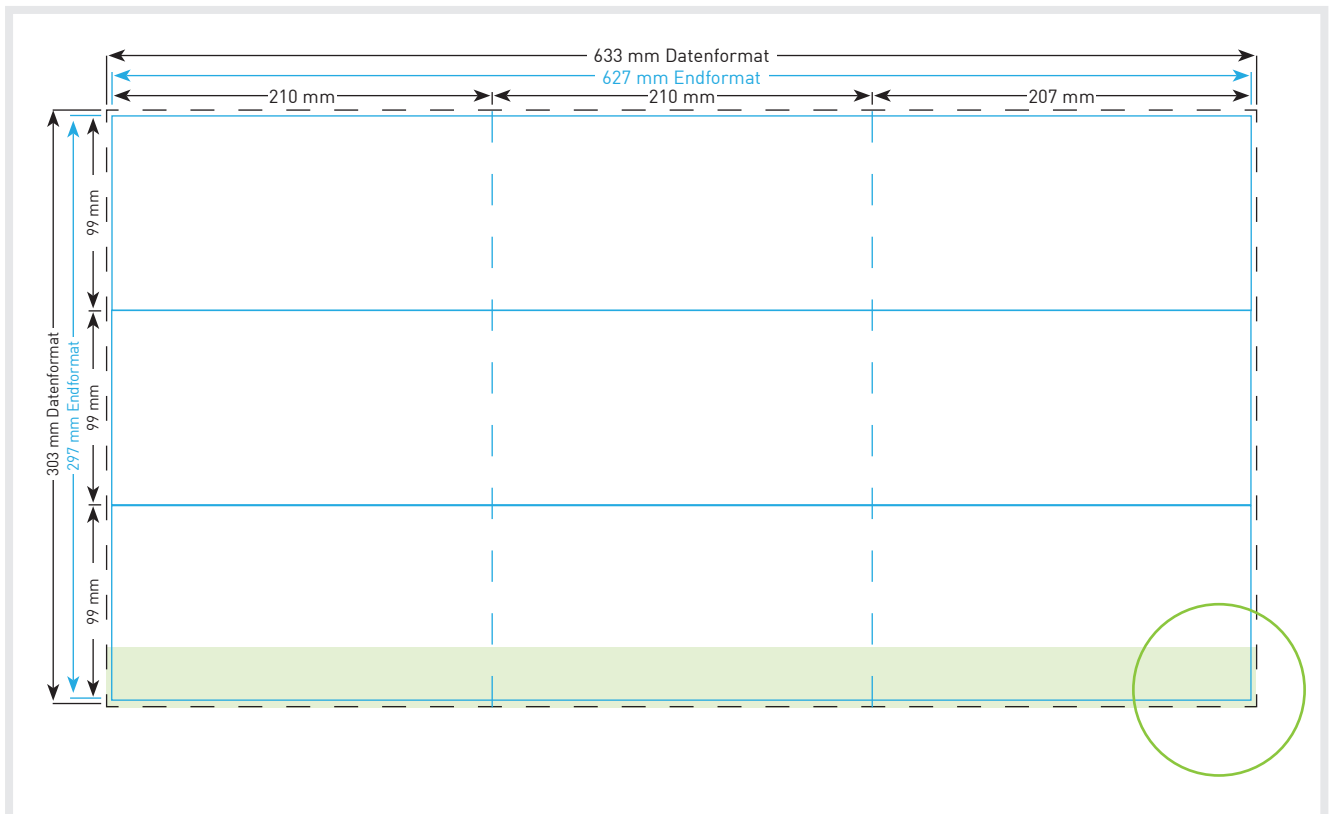 633 mm Datenformat
627 mm Endformat
210 mm
210 mm
207 mm
303 mm Datenformat
297 mm Endformat
99 mm
99 mm
99 mm